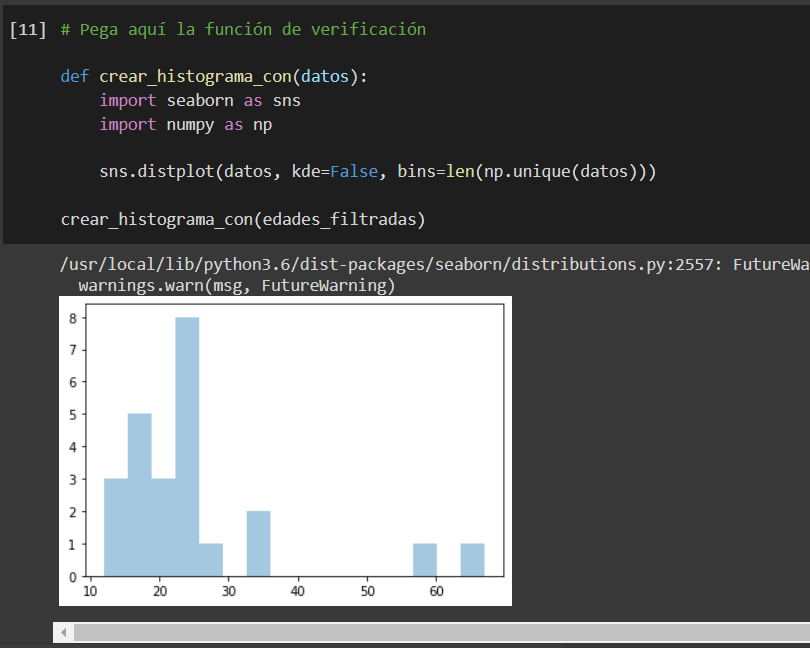 [11] # Pega aquí la función de verificación
def crear_histograma_con(datos):
import seaborn as sns
import numpy as np
sns.distplot(datos, kde=False, bins=len(np.unique(datos)))
crear_histograma_con(edades_filtradas)
/usr/local/lib/python3.6/dist-packages/seaborn/distributions.py:2557: FutureWa
warnings.warn(msg, FutureWarning)
8
7
6
5
4
3
2
1
0
10 20 30 40 50 60